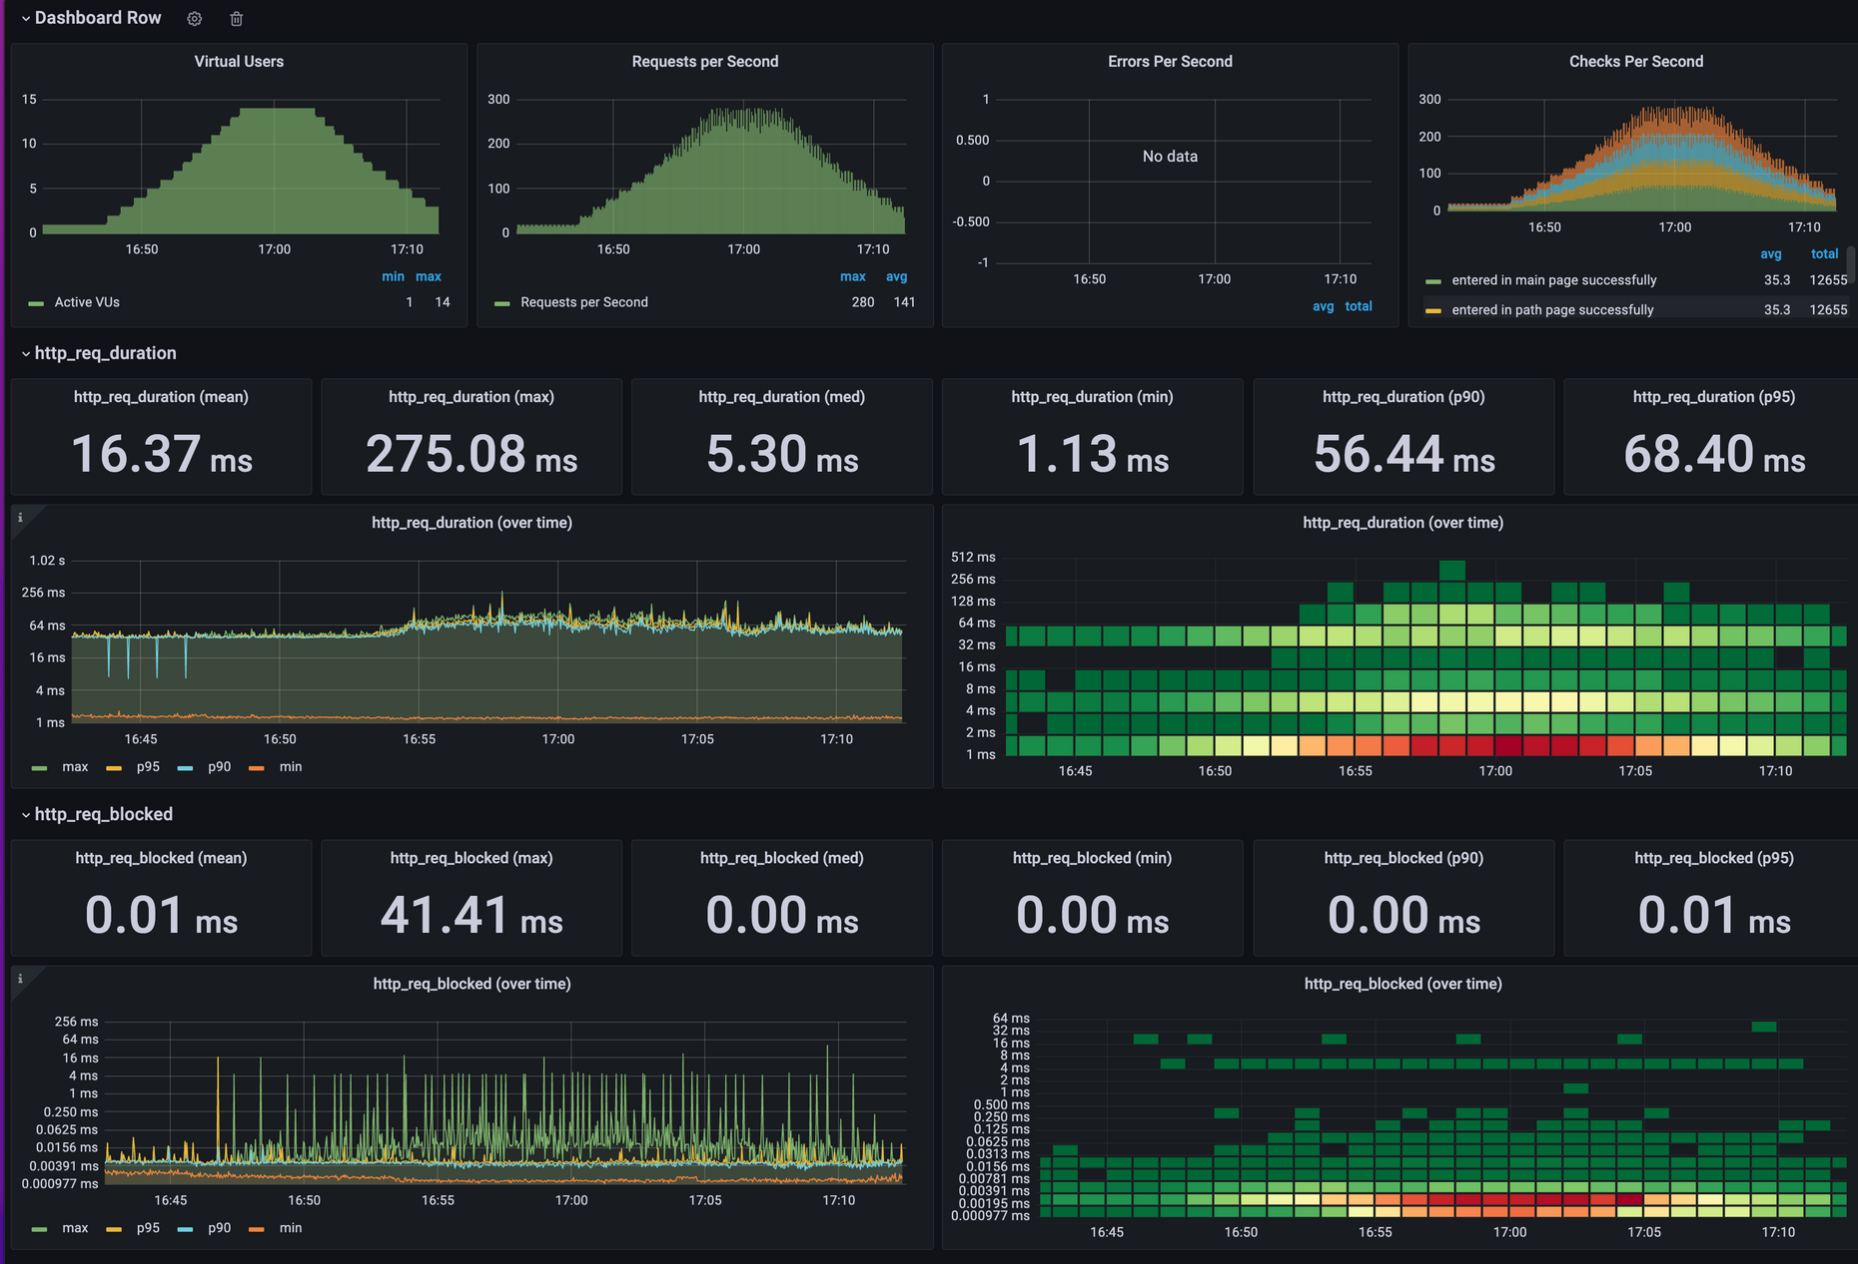 Dashboard Row
Virtual Users
15
10
5
0
16:50 17:00 17:10
min max
Active VUs 1 14
Requests per Second
300
200
100
0
16:50 17:00 17:10
max avg
Requests per Second 280 141
Errors Per Second
1
0.500
0
-0.500
-1
No data
16:50 17:00 17:10
avg total
Checks Per Second
300
200
100
0
16:50 17:00 17:10
avg total
entered in main page successfully 35.3 12655
entered in path page successfully 35.3 12655
http_req_duration
http_req_duration (mean)
16.37 ms
http_req_duration (max)
275.08 ms
http_req_duration (med)
5.30 ms
http_req_duration (min)
1.13 ms
http_req_duration (p90)
56.44 ms
http_req_duration (p95)
68.40 ms
i
http_req_duration (over time)
1.02 s
256 ms
64 ms
16 ms
4 ms
1 ms
16:45 16:50 16:55 17:00 17:05 17:10
max p95 p90 min
http_req_duration (over time)
512 ms
256 ms
128 ms
64 ms
32 ms
16 ms
8 ms
4 ms
2 ms
1 ms
16:45 16:50 16:55 17:00 17:05 17:10
http_req_blocked
http_req_blocked (mean)
0.01 ms
http_req_blocked (max)
41.41 ms
http_req_blocked (med)
0.00 ms
http_req_blocked (min)
0.00 ms
http_req_blocked (p90)
0.00 ms
http_req_blocked (p95)
0.01 ms
i
http_req_blocked (over time)
256 ms
64 ms
16 ms
4 ms
1 ms
0.250 ms
0.0625 ms
0.0156 ms
0.00391 ms
0.000977 ms
16:45 16:50 16:55 17:00 17:05 17:10
max p95 p90 min
http_req_blocked (over time)
64 ms
32 ms
16 ms
8 ms
4 ms
2 ms
1 ms
0.500 ms
0.250 ms
0.125 ms
0.0625 ms
0.0313 ms
0.0156 ms
0.00781 ms
0.00391 ms
0.00195 ms
0.000977 ms
16:45 16:50 16:55 17:00 17:05 17:10